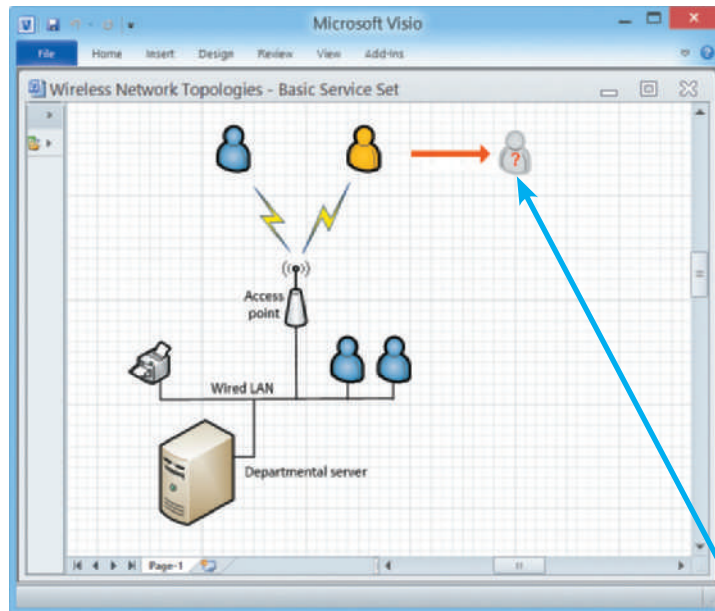 Microsoft Visio
File Home Insert Design Review View Add-Ins
Wireless Network Topologies - Basic Service Set
?
Access
point
Wired LAN
Departmental server
Page-1